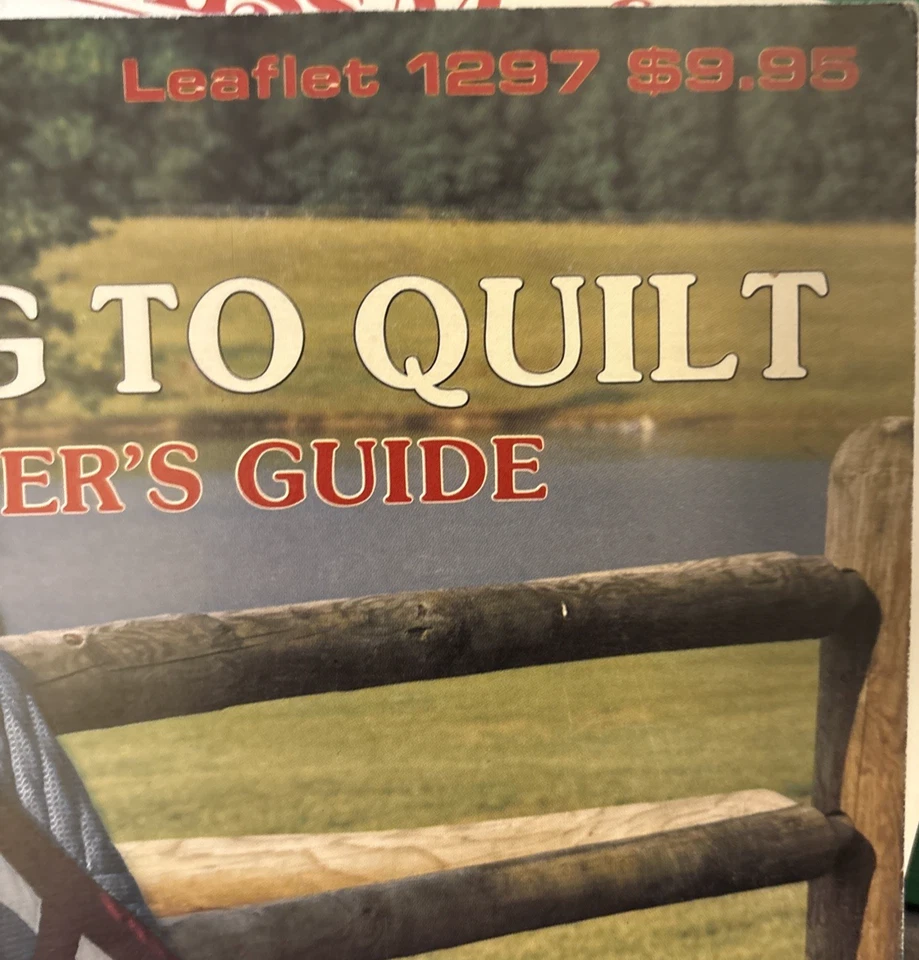 Leaflet 1297 $9.95
G TO QUILT
ER'S GUIDE